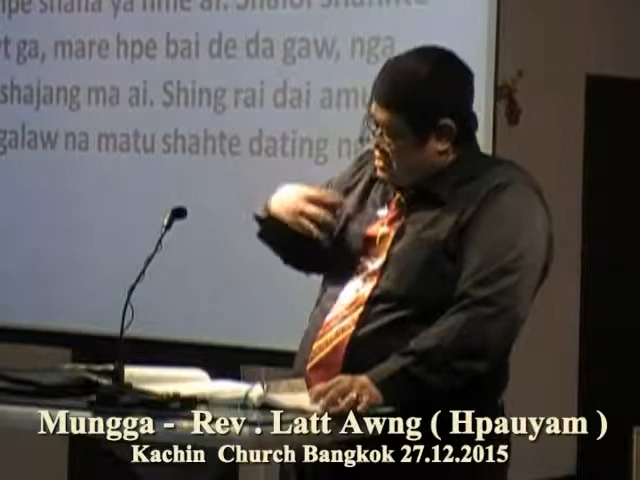 hpe shana ya nme ai.
rt ga, mare hpe bai de da gaw, nga
shajang ma ai. Shing rai dai amu
galaw na matu shahte dating
Mungga - Rev . Latt Awng ( Hpauyam )
Kachin Church Bangkok 27.12.2015